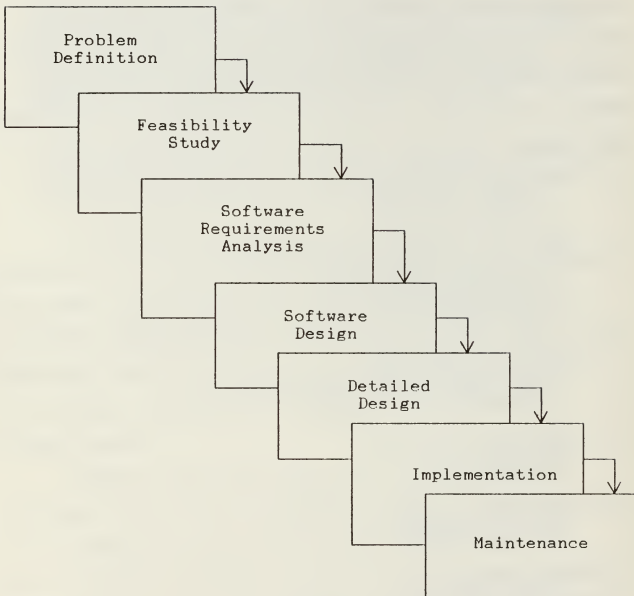 Problem
Definition
Feasibility
Study
Software
Requirements
Analysis
Software
Design
Detailed
Design
Implementation
Maintenance